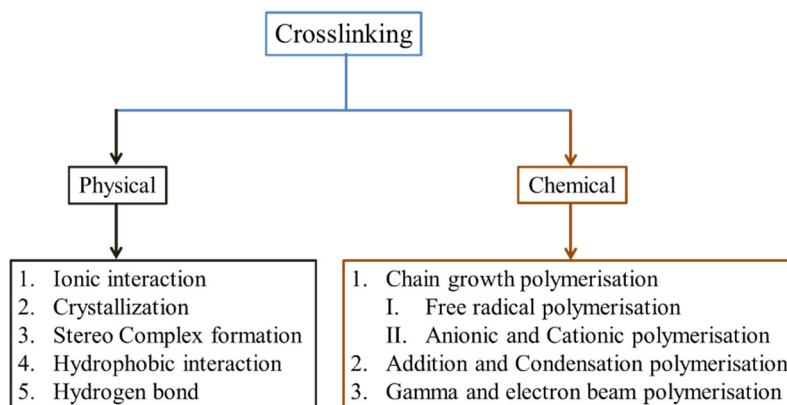 Crosslinking
Physical
Chemical
1. Ionic interaction
2. Crystallization
3. Stereo Complex formation
4. Hydrophobic interaction
5. Hydrogen bond
1. Chain growth polymerisation
I. Free radical polymerisation
II. Anionic and Cationic polymerisation
2. Addition and Condensation polymerisation
3. Gamma and electron beam polymerisation